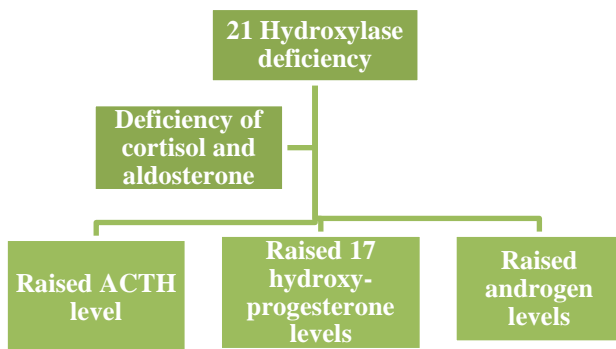 21 Hydroxylase
deficiency
Deficiency of
cortisol and
aldosterone
Raised ACTH
level
Raised 17
hydroxy-
progesterone
levels
Raised
androgen
levels